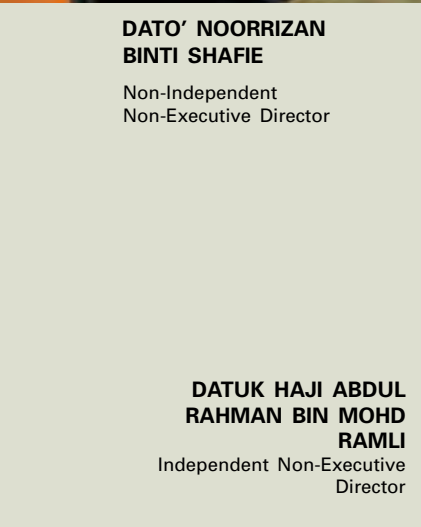 DATO’ NOORRIZAN
BINTI SHAFIE
Non-Independent
Non-Executive Director
DATUK HAJI ABDUL
RAHMAN BIN MOHD
RAMLI
Independent Non-Executive
Director